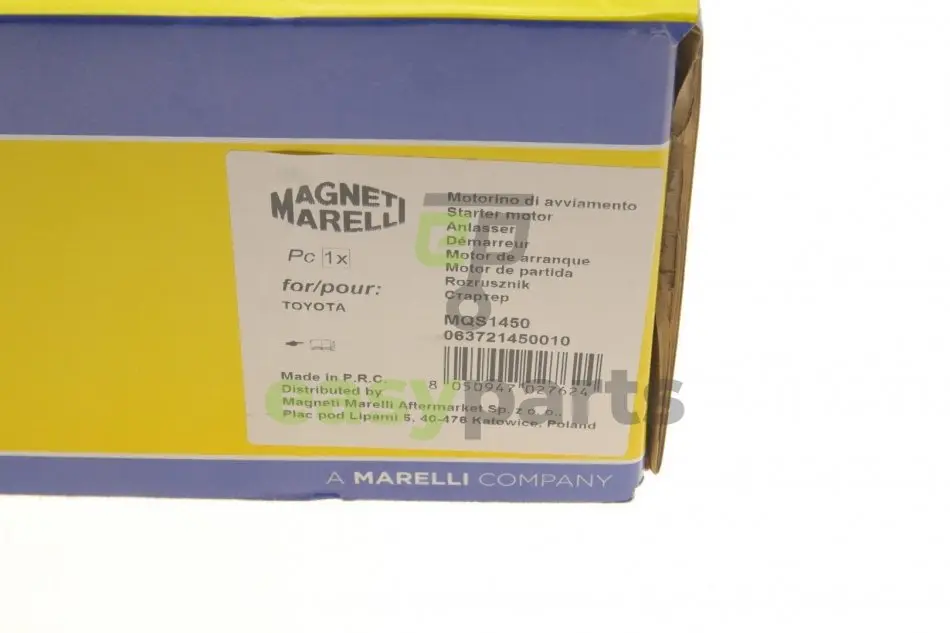 MAGNETI
MARELLI
Pc 1x
for/pour:
TOYOTA
Motorino di avviamento
Starter motor
Anlasser
Démarreur
Motor de arranque
Motor de partida
Rozrusznik
Стартер
MQS1450
063721450010
8 050947 027624
Made in P.R.C.
Distributed by
Magneti Marelli Aftermarket Sp. z o.o.,
Plac pod Lipami 5, 40-476 Katowice, Poland
easyparts
A MARELLI COMPANY